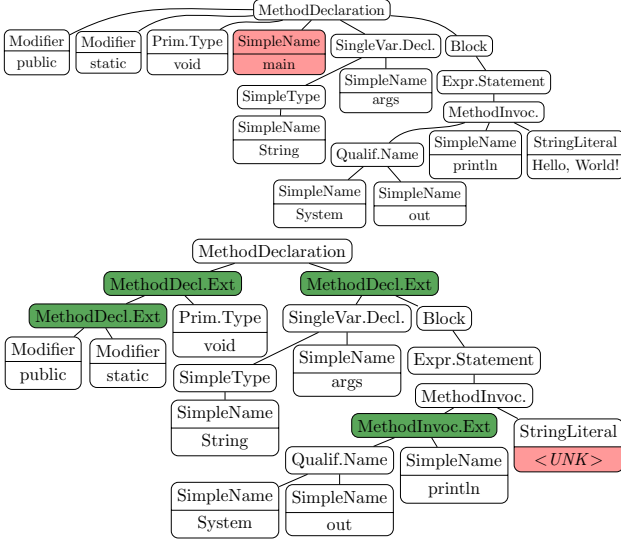 MethodDeclaration
Modifier Modifier Prim.Type SimpleName SingleVar.Decl. Block
public static void main
SimpleName Expr.Statement
args
SimpleType MethodInvoc.
SimpleName SimpleName StringLiteral
String Qualif.Name println Hello, World!
SimpleName SimpleName
System out
MethodDeclaration
MethodDecl.Ext MethodDecl.Ext
MethodDecl.Ext Prim.Type SingleVar.Decl. Block
void
Modifier Modifier SimpleName Expr.Statement
public static args
SimpleType MethodInvoc.
SimpleName MethodInvoc.Ext StringLiteral
String <UNK>
Qualif.Name SimpleName
println
SimpleName SimpleName
System out